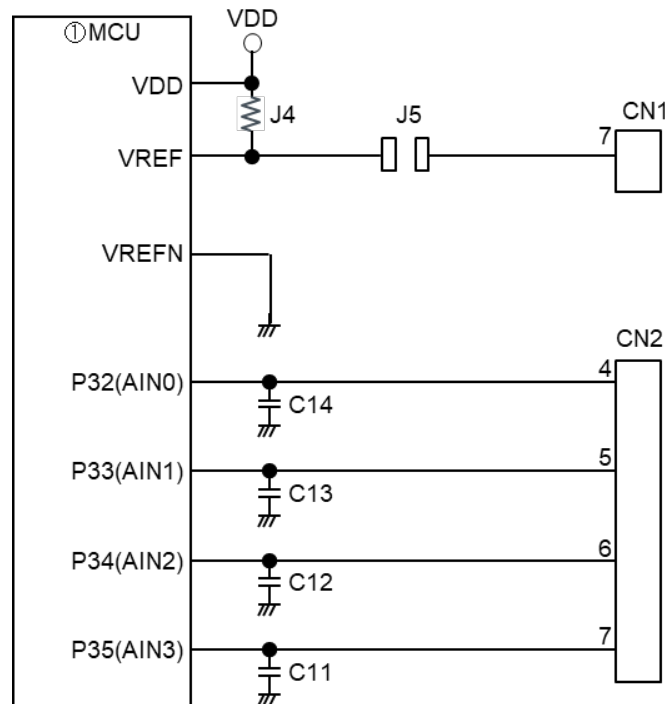 VDD
①MCU
VDD
J4
J5
CN1
7
VREF
VREFN
CN2
P32(AIN0)
4
C14
P33(AIN1)
5
C13
P34(AIN2)
6
C12
P35(AIN3)
7
C11